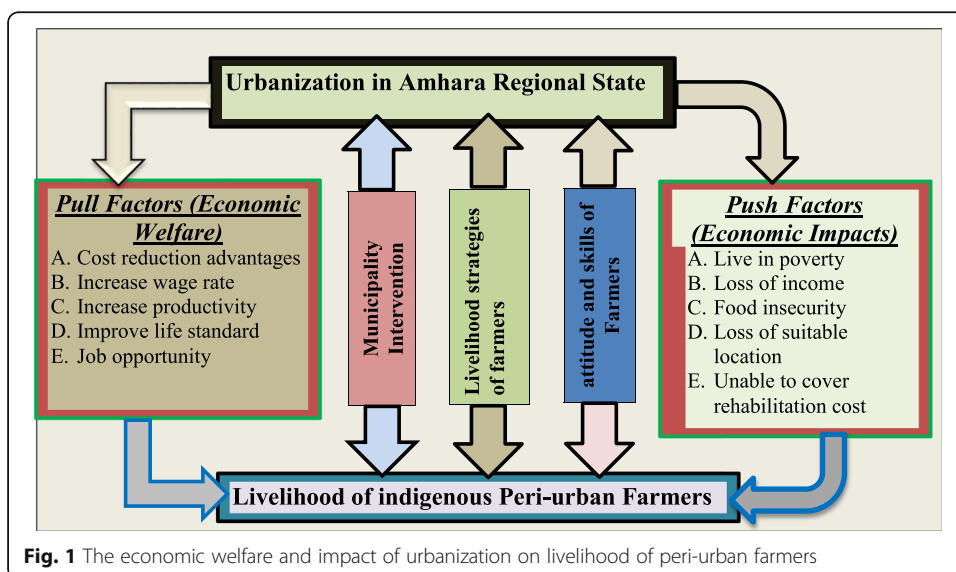 Urbanization in Amhara Regional State
Pull Factors (Economic
Welfare)
A. Cost reduction advantages
B. Increase wage rate
C. Increase productivity
D. Improve life standard
E. Job opportunity
Municipality
Intervention
Livelihood strategies
of farmers
attitude and skills of
Farmers
Push Factors
(Economic Impacts)
A. Live in poverty
B. Loss of income
C. Food insecurity
D. Loss of suitable
location
E. Unable to cover
rehabilitation cost
Livelihood of indigenous Peri-urban Farmers
Fig. 1 The economic welfare and impact of urbanization on livelihood of peri-urban farmers